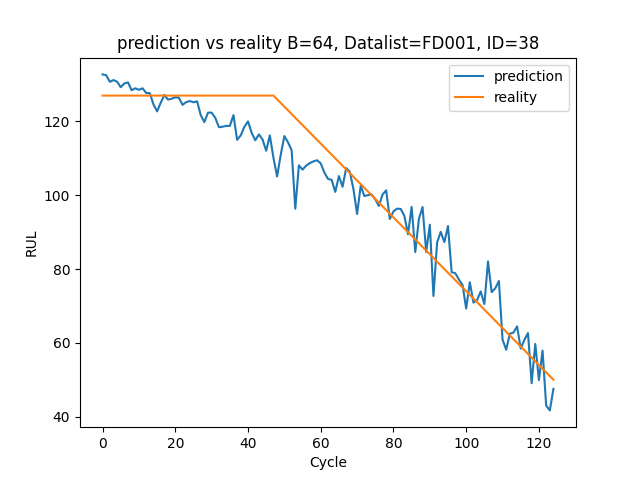 prediction vs reality B=64, Datalist=FD001, ID=38
prediction
reality
RUL
120
100
80
60
40
0 20 40 60 80 100 120
Cycle